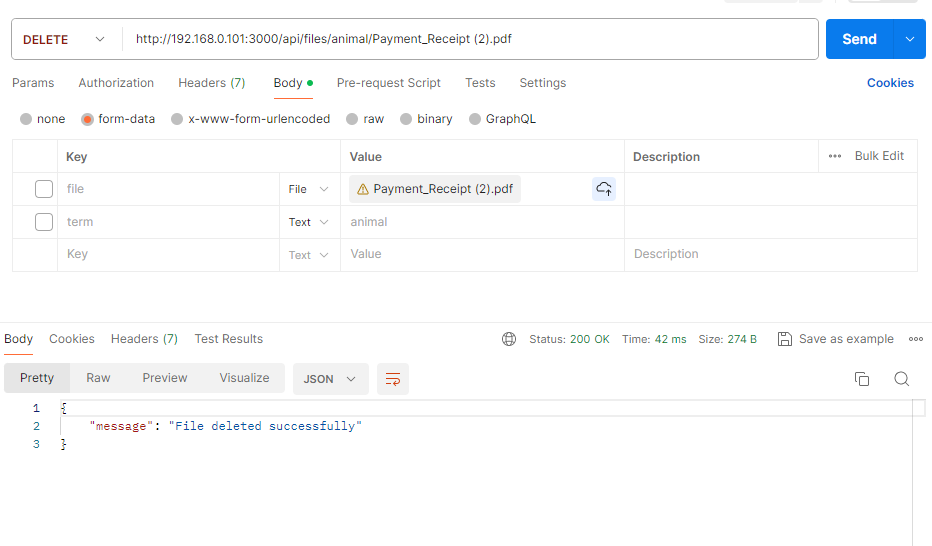 DELETE http://192.168.0.101:3000/api/files/animal/Payment_Receipt (2).pdf Send
Params Authorization Headers (7) Body Pre-request Script Tests Settings Cookies
none form-data x-www-form-urlencoded raw binary GraphQL
Key Value Description Bulk Edit
file File Payment_Receipt (2).pdf
term Text animal
Key Text Value Description
Body Cookies Headers (7) Test Results Status: 200 OK Time: 42 ms Size: 274 B Save as example
Pretty Raw Preview Visualize JSON
1 {
2 "message": "File deleted successfully"
3 }